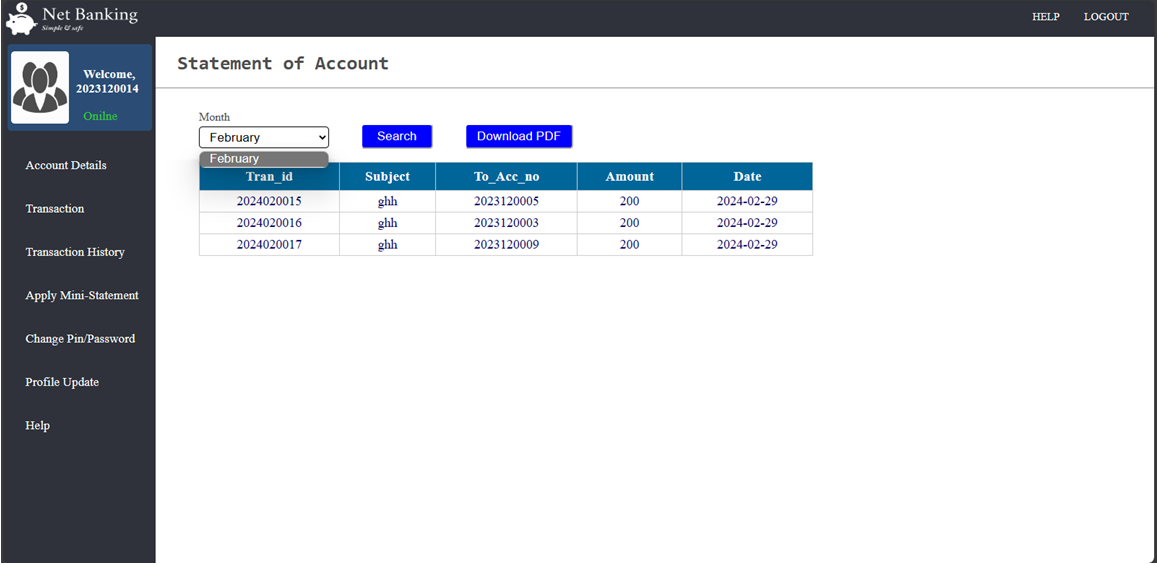 $
Net Banking
Simple & safe
HELP LOGOUT
Welcome,
2023120014
Onilne
Account Details
Transaction
Transaction History
Apply Mini-Statement
Change Pin/Password
Profile Update
Help
Statement of Account
Month
February Search Download PDF
February
Tran_id Subject To_Acc_no Amount Date
2024020015 ghh 2023120005 200 2024-02-29
2024020016 ghh 2023120003 200 2024-02-29
2024020017 ghh 2023120009 200 2024-02-29